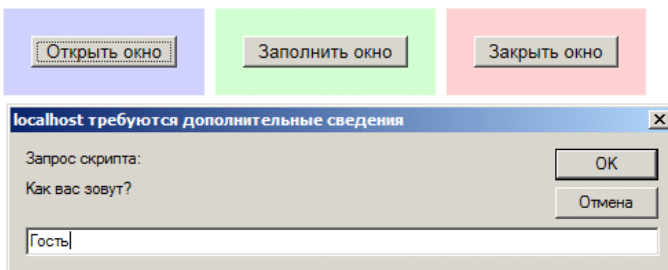 Открыть окно
Заполнить окно
Закрыть окно
localhost требуются дополнительные сведения
Запрос скрипта:
OK
Как вас зовут?
Отмена
Гость